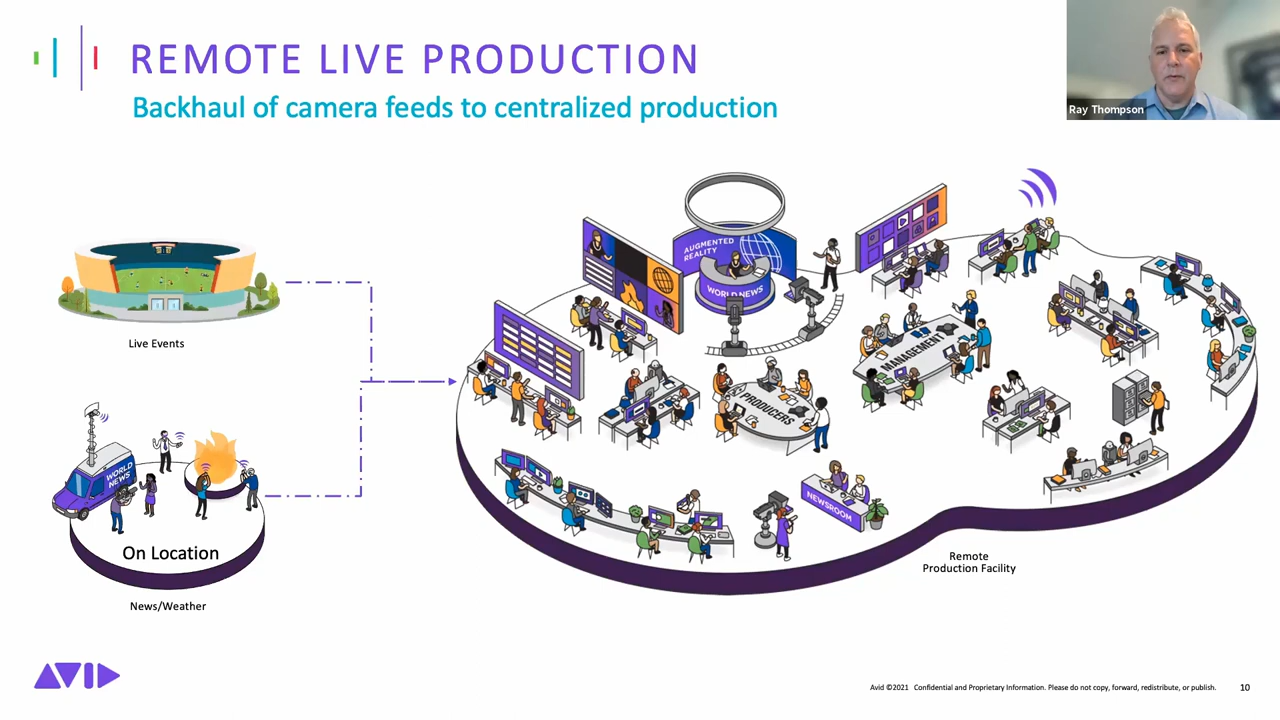 REMOTE LIVE PRODUCTION
Backhaul of camera feeds to centralized production
Ray Thompson
Live Events
WORLD
NEWS
On Location
News/Weather
AUGMENTED
REALITY
WORLD NEWS
MANAGEMENT
PRODUCERS
NEWSROOM
Remote
Production Facility
AVID
Avid ©2021 Confidential and Proprietary Information. Please do not copy, forward, redistribute, or publish.
10